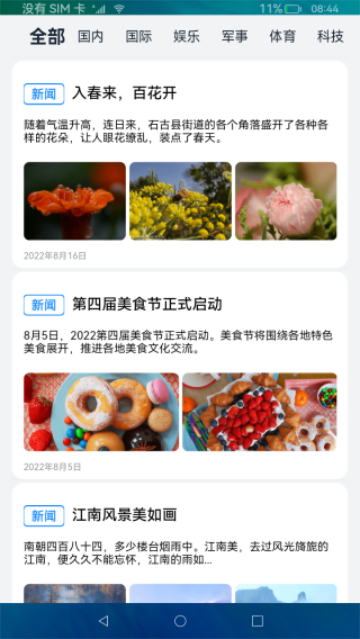 没有 SIM 卡 11% 08:44
全部 国内 国际 娱乐 军事 体育 科技
新闻 入春来，百花开
随着气温升高，连日来，石古县街道的各个角落盛开了各种各
样的花朵，让人眼花缭乱，装点了春天。
2022年8月16日
新闻 第四届美食节正式启动
8月5日，2022第四届美食节正式启动。美食节将围绕各地特色
美食展开，推进各地美食文化交流。
2022年8月5日
新闻 江南风景美如画
南朝四百八十四，多少楼台烟雨中。江南美，去过风光旖旎的
江南，便久久不能忘怀，江南的雨如...